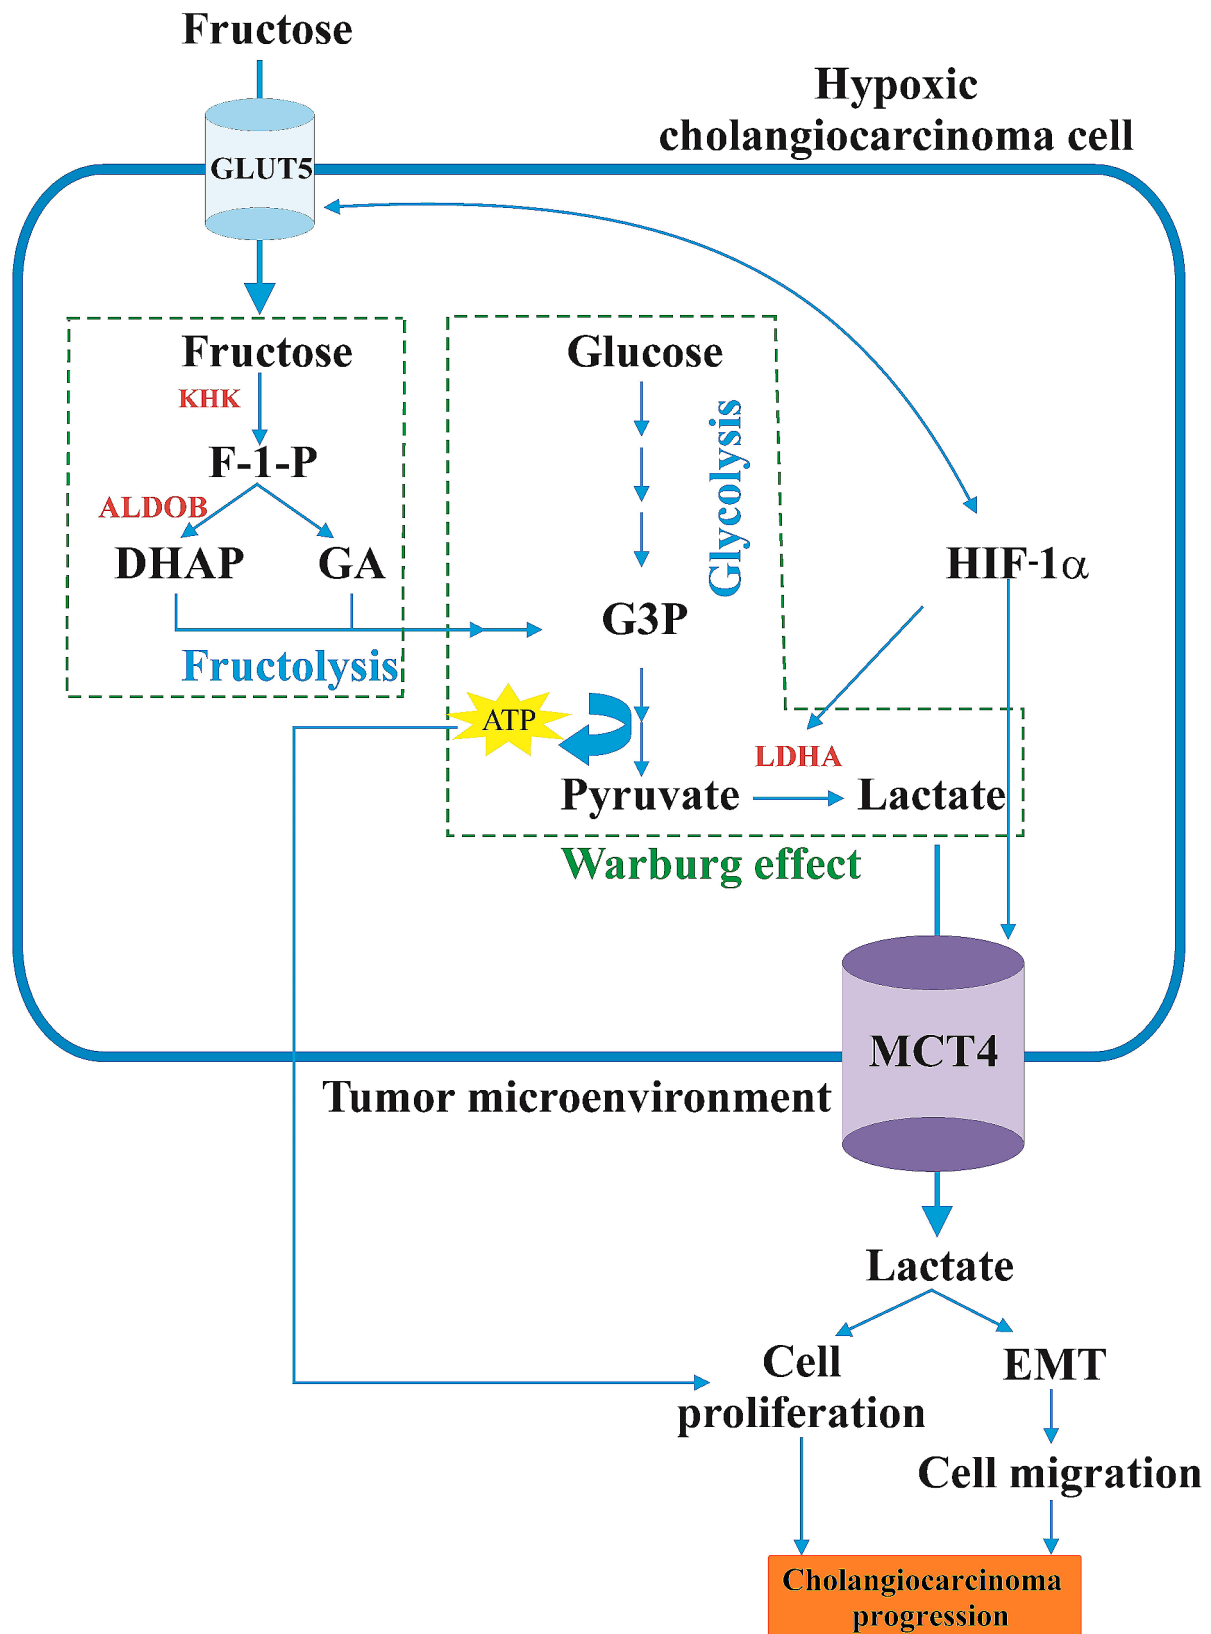 Fructose
Hypoxic
cholangiocarcinoma cell
GLUT5
Fructose
Glucose
KHK
Glycolysis
F-1-P
ALDOB
DHAP
GA
HIF-1α
G3P
Fructolysis
ATP
LDHA
Pyruvate
Lactate
Warburg effect
MCT4
Tumor microenvironment
Lactate
Cell
proliferation
EMT
Cell migration
Cholangiocarcinoma
progression